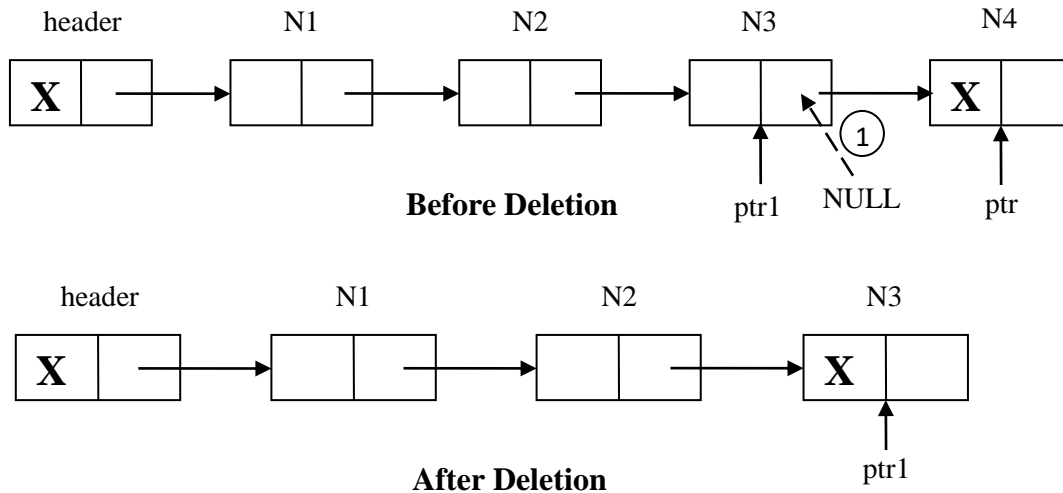 header N1 N2 N3 N4
X X
1
ptr1 NULL ptr
Before Deletion
header N1 N2 N3
X X
ptr1
After Deletion